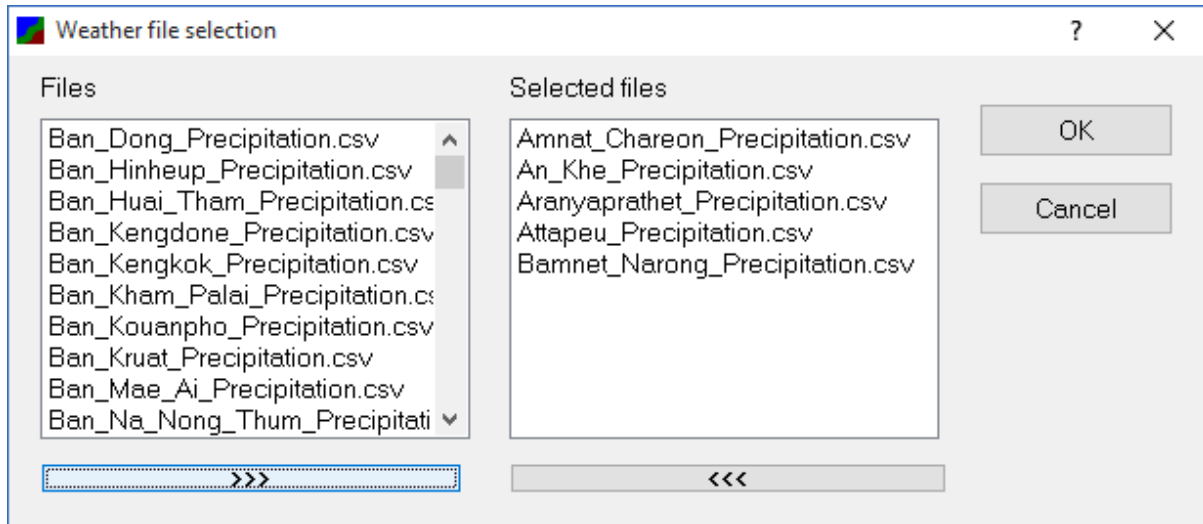 Weather file selection
?
Files
Ban_Dong_Precipitation.csv
Ban_Hinheup_Precipitation.csv
Ban_Huai_Tham_Precipitation.cs
Ban_Kengdone_Precipitation.csv
Ban_Kengkok_Precipitation.csv
Ban_Kham_Palai_Precipitation.cs
Ban_Kouanpho_Precipitation.csv
Ban_Kruat_Precipitation.csv
Ban_Mae_Ai_Precipitation.csv
Ban_Na_Nong_Thum_Precipitati
>>>
Selected files
Amnat_Chareon_Precipitation.csv
An_Khe_Precipitation.csv
Aranyaprathet_Precipitation.csv
Attapeu_Precipitation.csv
Bamnet_Narong_Precipitation.csv
<<<
OK
Cancel